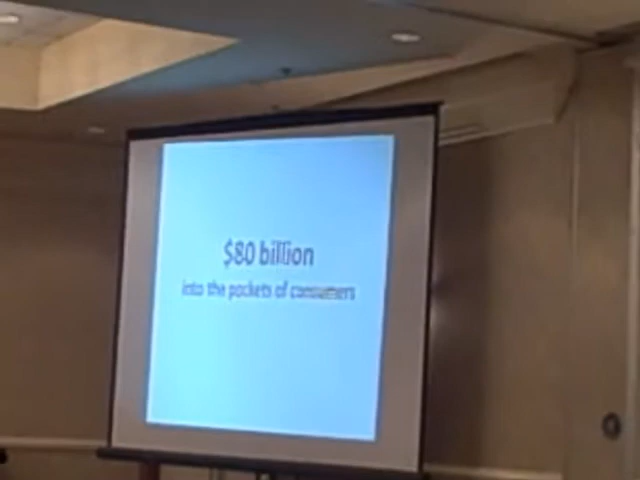 $80 billion
into the pockets of consumers